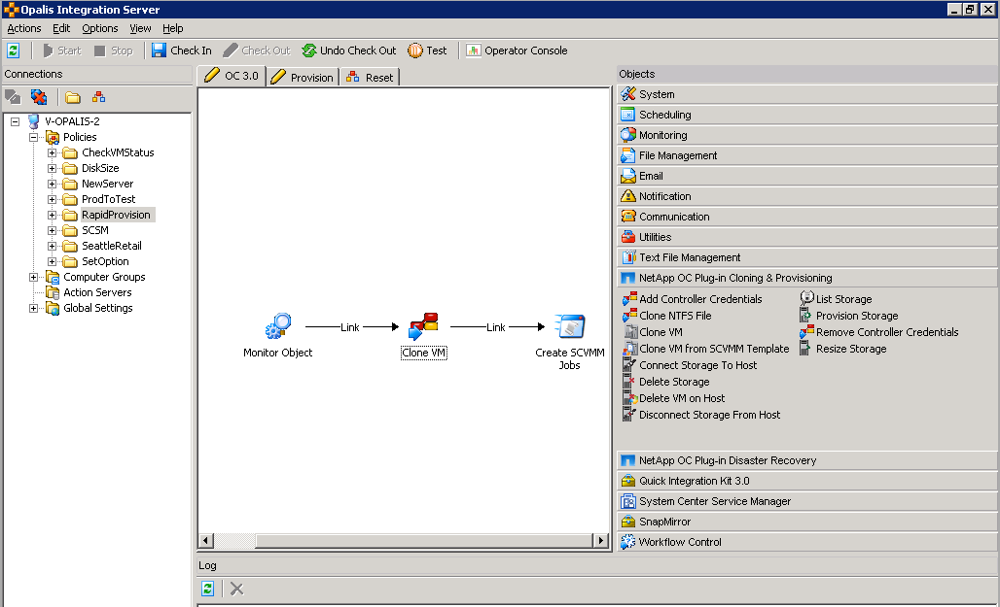 Opalis Integration Server
Actions Edit Options View Help
Start Stop Check In Check Out Undo Check Out Test Operator Console
Connections
V-OPALIS-2
Policies
CheckVMStatus
DiskSize
NewServer
ProdToTest
RapidProvision
SCSM
SeattleRetail
SetOption
Computer Groups
Action Servers
Global Settings
OC 3.0 Provision Reset
Link Link
Monitor Object Clone VM Create SCVMM
Jobs
Objects
System
Scheduling
Monitoring
File Management
Email
Notification
Communication
Utilities
Text File Management
NetApp OC Plug-in Cloning & Provisioning
Add Controller Credentials List Storage
Clone NTFS File Provision Storage
Clone VM Remove Controller Credentials
Clone VM from SCVMM Template Resize Storage
Connect Storage To Host
Delete Storage
Delete VM on Host
Disconnect Storage From Host
NetApp OC Plug-in Disaster Recovery
Quick Integration Kit 3.0
System Center Service Manager
SnapMirror
Workflow Control
Log